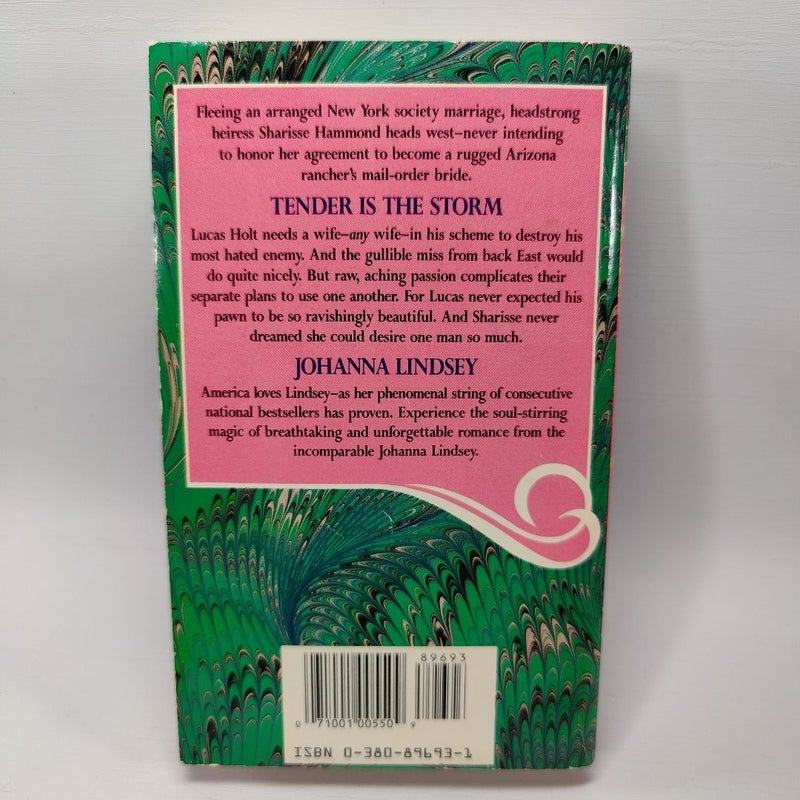 Fleeing an arranged New York society marriage, headstrong
heiress Sharisse Hammond heads west—never intending
to honor her agreement to become a rugged Arizona
rancher's mail-order bride.
TENDER IS THE STORM
Lucas Holt needs a wife—any wife—in his scheme to destroy his
most hated enemy. And the gullible miss from back East would
do quite nicely. But raw, aching passion complicates their
separate plans to use one another. For Lucas never expected his
pawn to be so ravishingly beautiful. And Sharisse never
dreamed she could desire one man so much.
JOHANNA LINDSEY
America loves Lindsey—as her phenomenal string of consecutive
national bestsellers has proven. Experience the soul-stirring
magic of breathtaking and unforgettable romance from the
incomparable Johanna Lindsey.
89693
0 71001 00550 9
ISBN 0-380-89693-1